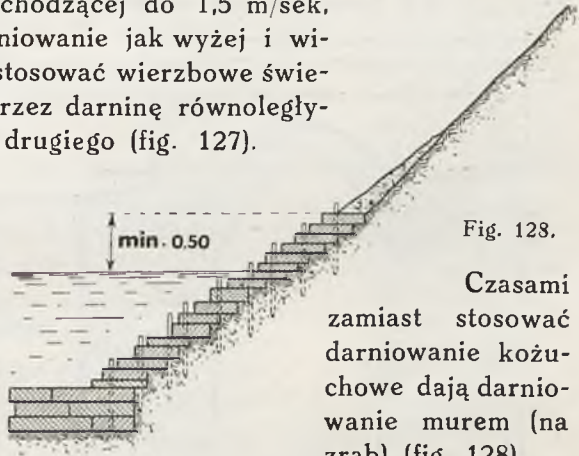 chodzącej do 1,5 m/sek,
niowanie jak wyżej i wi-
stosować wierzbowe świe-
rzez darninę równoległy-
drugiego (fig. 127).
min. 0.50
Fig. 128.
Czasami
zamiast stosować
darniowanie kożu-
chowe dają darnio-
wanie murem (na
zrąb) (fig. 128)